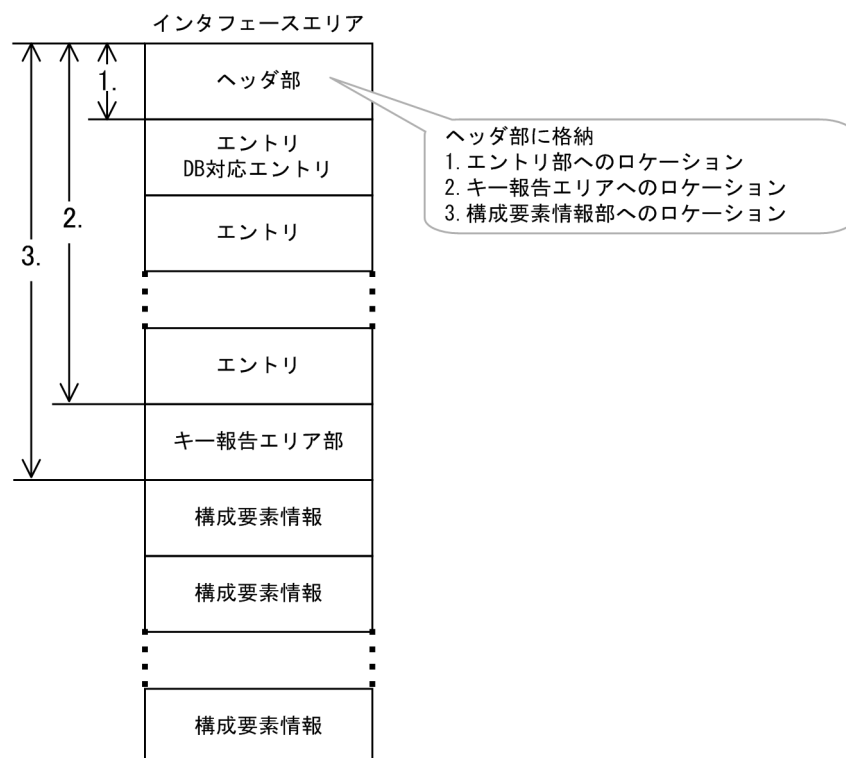 インタフェースエリア
1.
ヘッダ部
ヘッダ部に格納
1.エントリ部へのロケーション
2.キー報告エリアへのロケーション
3.構成要素情報部へのロケーション
エントリ
DB対応エントリ
2.
エントリ
3.
エントリ
キー報告エリア部
構成要素情報
構成要素情報
構成要素情報